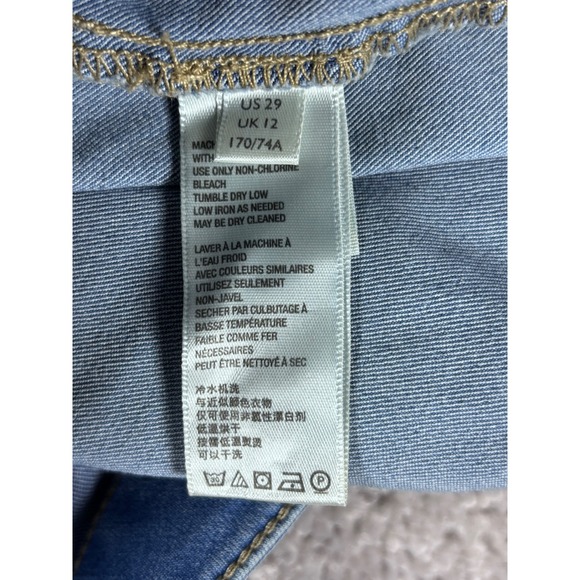 US 29
UK 12
170/74A
MACH
WITH
USE ONLY NON-CHLORINE
BLEACH
TUMBLE DRY LOW
LOW IRON AS NEEDED
MAY BE DRY CLEANED
LAVER À LA MACHINE À
L'EAU FROID
AVEC COULEURS SIMILAIRES
UTILISEZ SEULEMENT
NON-JAVEL
SECHER PAR CULBUTAGE À
BASSE TEMPÉRATURE
FAIBLE COMME FER
NÉCESSAIRES
PEUT ÊTRE NETTOYÉ À SEC
冷水机洗
与近似顏色衣物
仅可使用非氯性漂白剂
低温烘干
按需低温熨烫
可以干洗
30
P